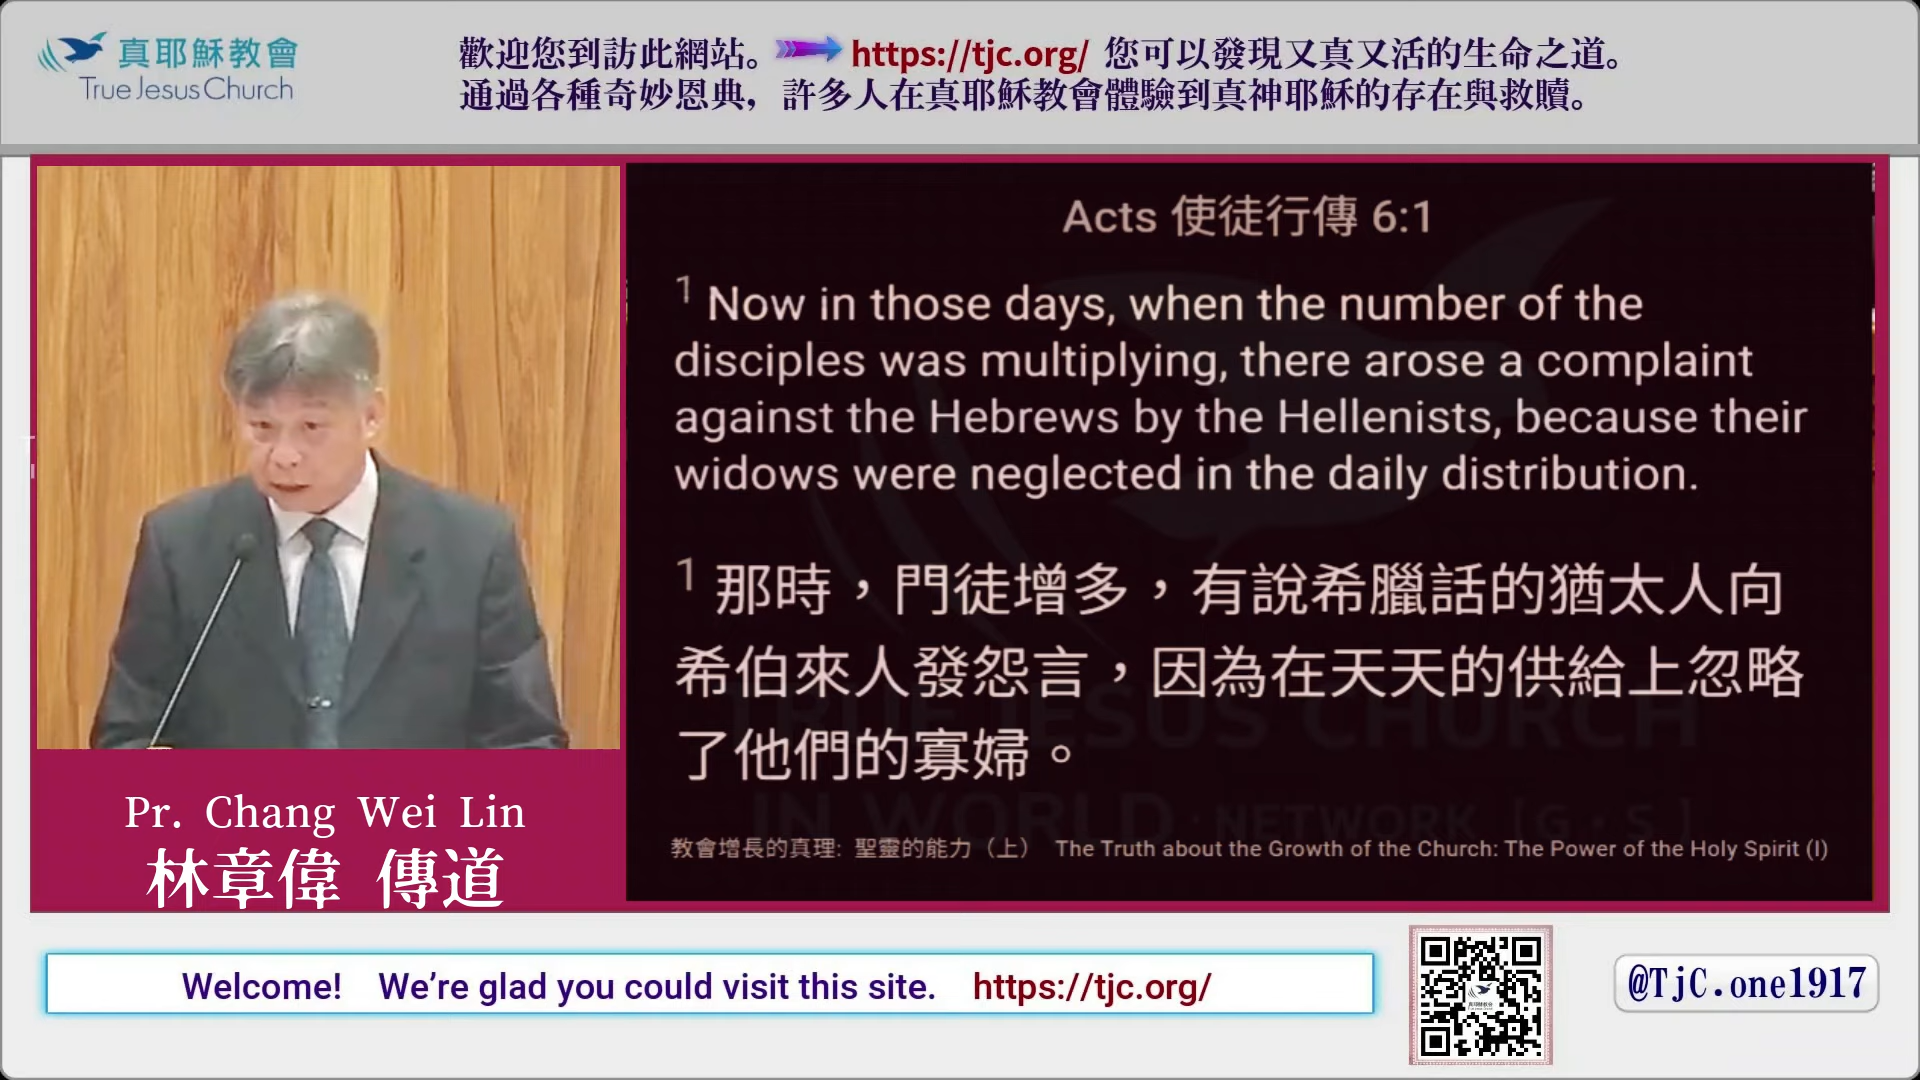 真耶穌教會
True Jesus Church
歡迎您到訪此網站。 https://tjc.org/ 您可以發現又真又活的生命之道。
通過各種奇妙恩典，許多人在真耶穌教會體驗到真神耶穌的存在與救贖。
Acts 使徒行傳 6:1
1 Now in those days, when the number of the
disciples was multiplying, there arose a complaint
against the Hebrews by the Hellenists, because their
widows were neglected in the daily distribution.
1 那時，門徒增多，有說希臘話的猶太人向
希伯來人發怨言，因為在天天的供給上忽略
了他們的寡婦。
TRUE JESUS CHURCH
IN WORLD · NETWORK [G·S]
教會增長的真理: 聖靈的能力（上） The Truth about the Growth of the Church: The Power of the Holy Spirit (I)
Pr. Chang Wei Lin
林章偉 傳道
Welcome! We’re glad you could visit this site. https://tjc.org/
@TjC.one1917